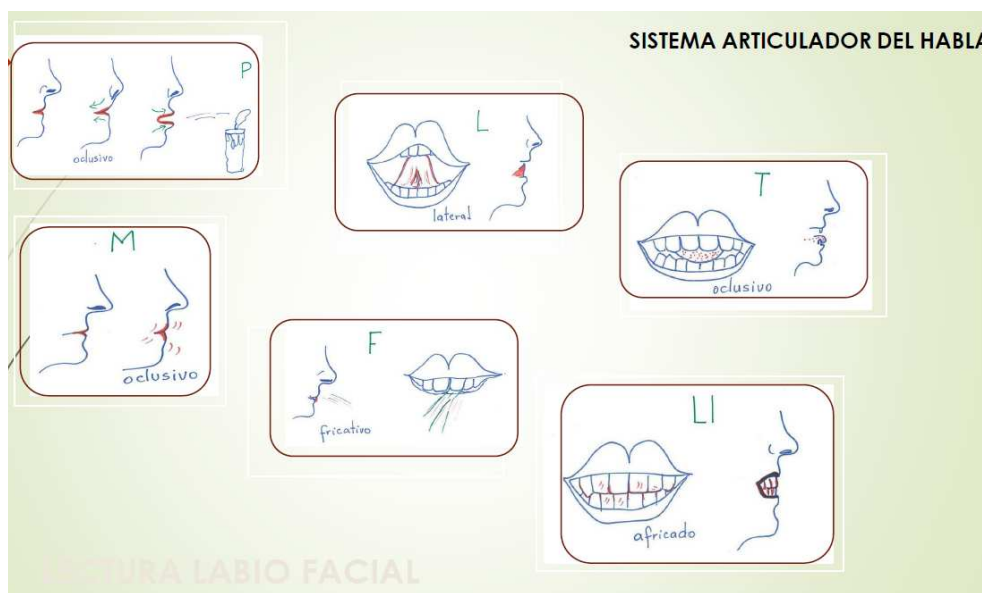 SISTEMA ARTICULADOR DEL HABLA
P
oclusivo
L
lateral
T
oclusivo
M
oclusivo
F
fricativo
Ll
africado
LECTURA LABIO FACIAL